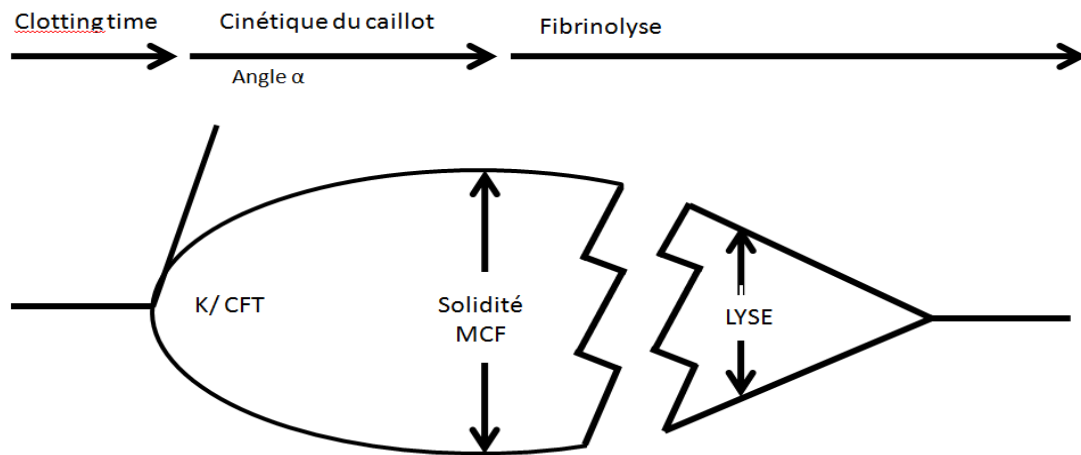 Clotting time
Cinétique du caillot
Fibrinolyse
Angle α
K/ CFT
Solidité
MCF
LYSE